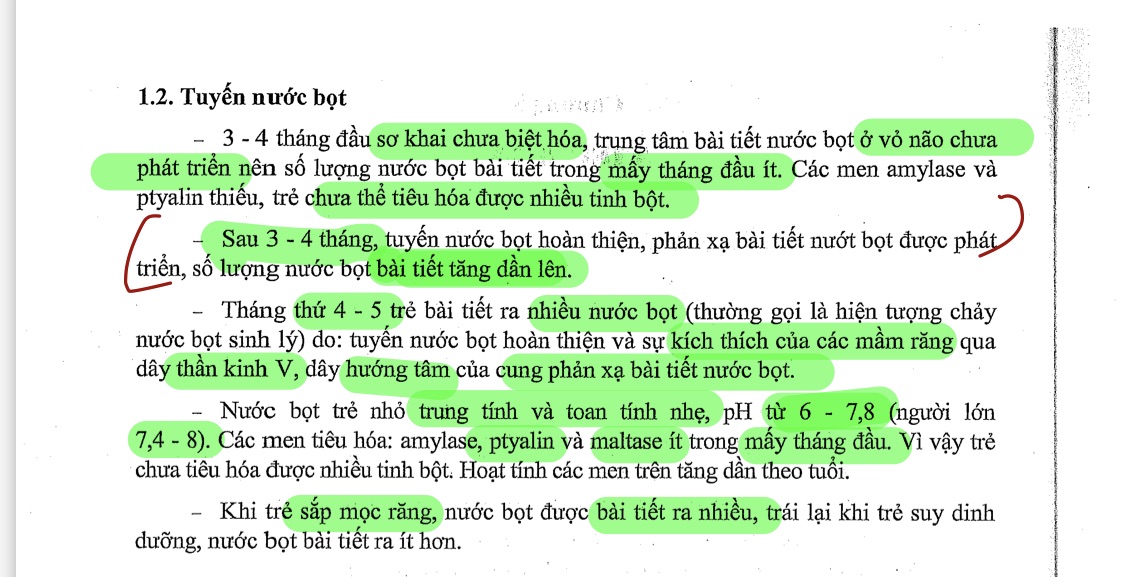 1.2. Tuyến nước bọt
– 3 - 4 tháng đầu sơ khai chưa biệt hóa, trung tâm bài tiết nước bọt ở vỏ não chưa
phát triển nên số lượng nước bọt bài tiết trong mấy tháng đầu ít. Các men amylase và
ptyalin thiếu, trẻ chưa thể tiêu hóa được nhiều tinh bột.
– Sau 3 - 4 tháng, tuyến nước bọt hoàn thiện, phản xạ bài tiết nướt bọt được phát
triển, số lượng nước bọt bài tiết tăng dần lên.
– Tháng thứ 4 - 5 trẻ bài tiết ra nhiều nước bọt (thường gọi là hiện tượng chảy
nước bọt sinh lý) do: tuyến nước bọt hoàn thiện và sự kích thích của các mầm răng qua
dây thần kinh V, dây hướng tâm của cung phản xạ bài tiết nước bọt.
– Nước bọt trẻ nhỏ trung tính và toan tính nhẹ, pH từ 6 - 7,8 (người lớn
7,4 - 8). Các men tiêu hóa: amylase, ptyalin và maltase ít trong mấy tháng đầu. Vì vậy trẻ
chưa tiêu hóa được nhiều tinh bột. Hoạt tính các men trên tăng dần theo tuổi.
– Khi trẻ sắp mọc răng, nước bọt được bài tiết ra nhiều, trái lại khi trẻ suy dinh
dưỡng, nước bọt bài tiết ra ít hơn.